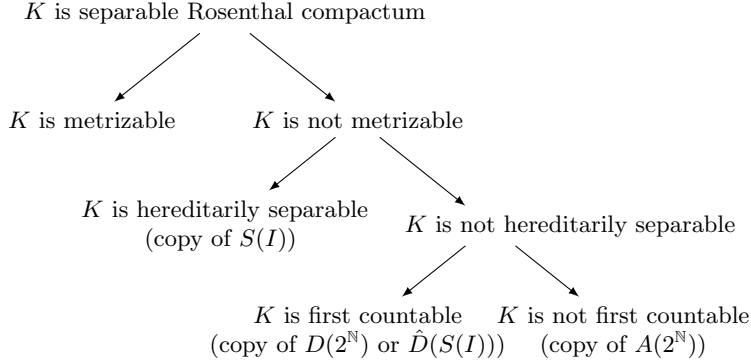 K is separable Rosenthal compactum
K is metrizable
K is not metrizable
K is hereditarily separable
(copy of S(I))
K is not hereditarily separable
K is first countable
(copy of D(2^ℕ) or D̂(S(I)))
K is not first countable
(copy of A(2^ℕ))